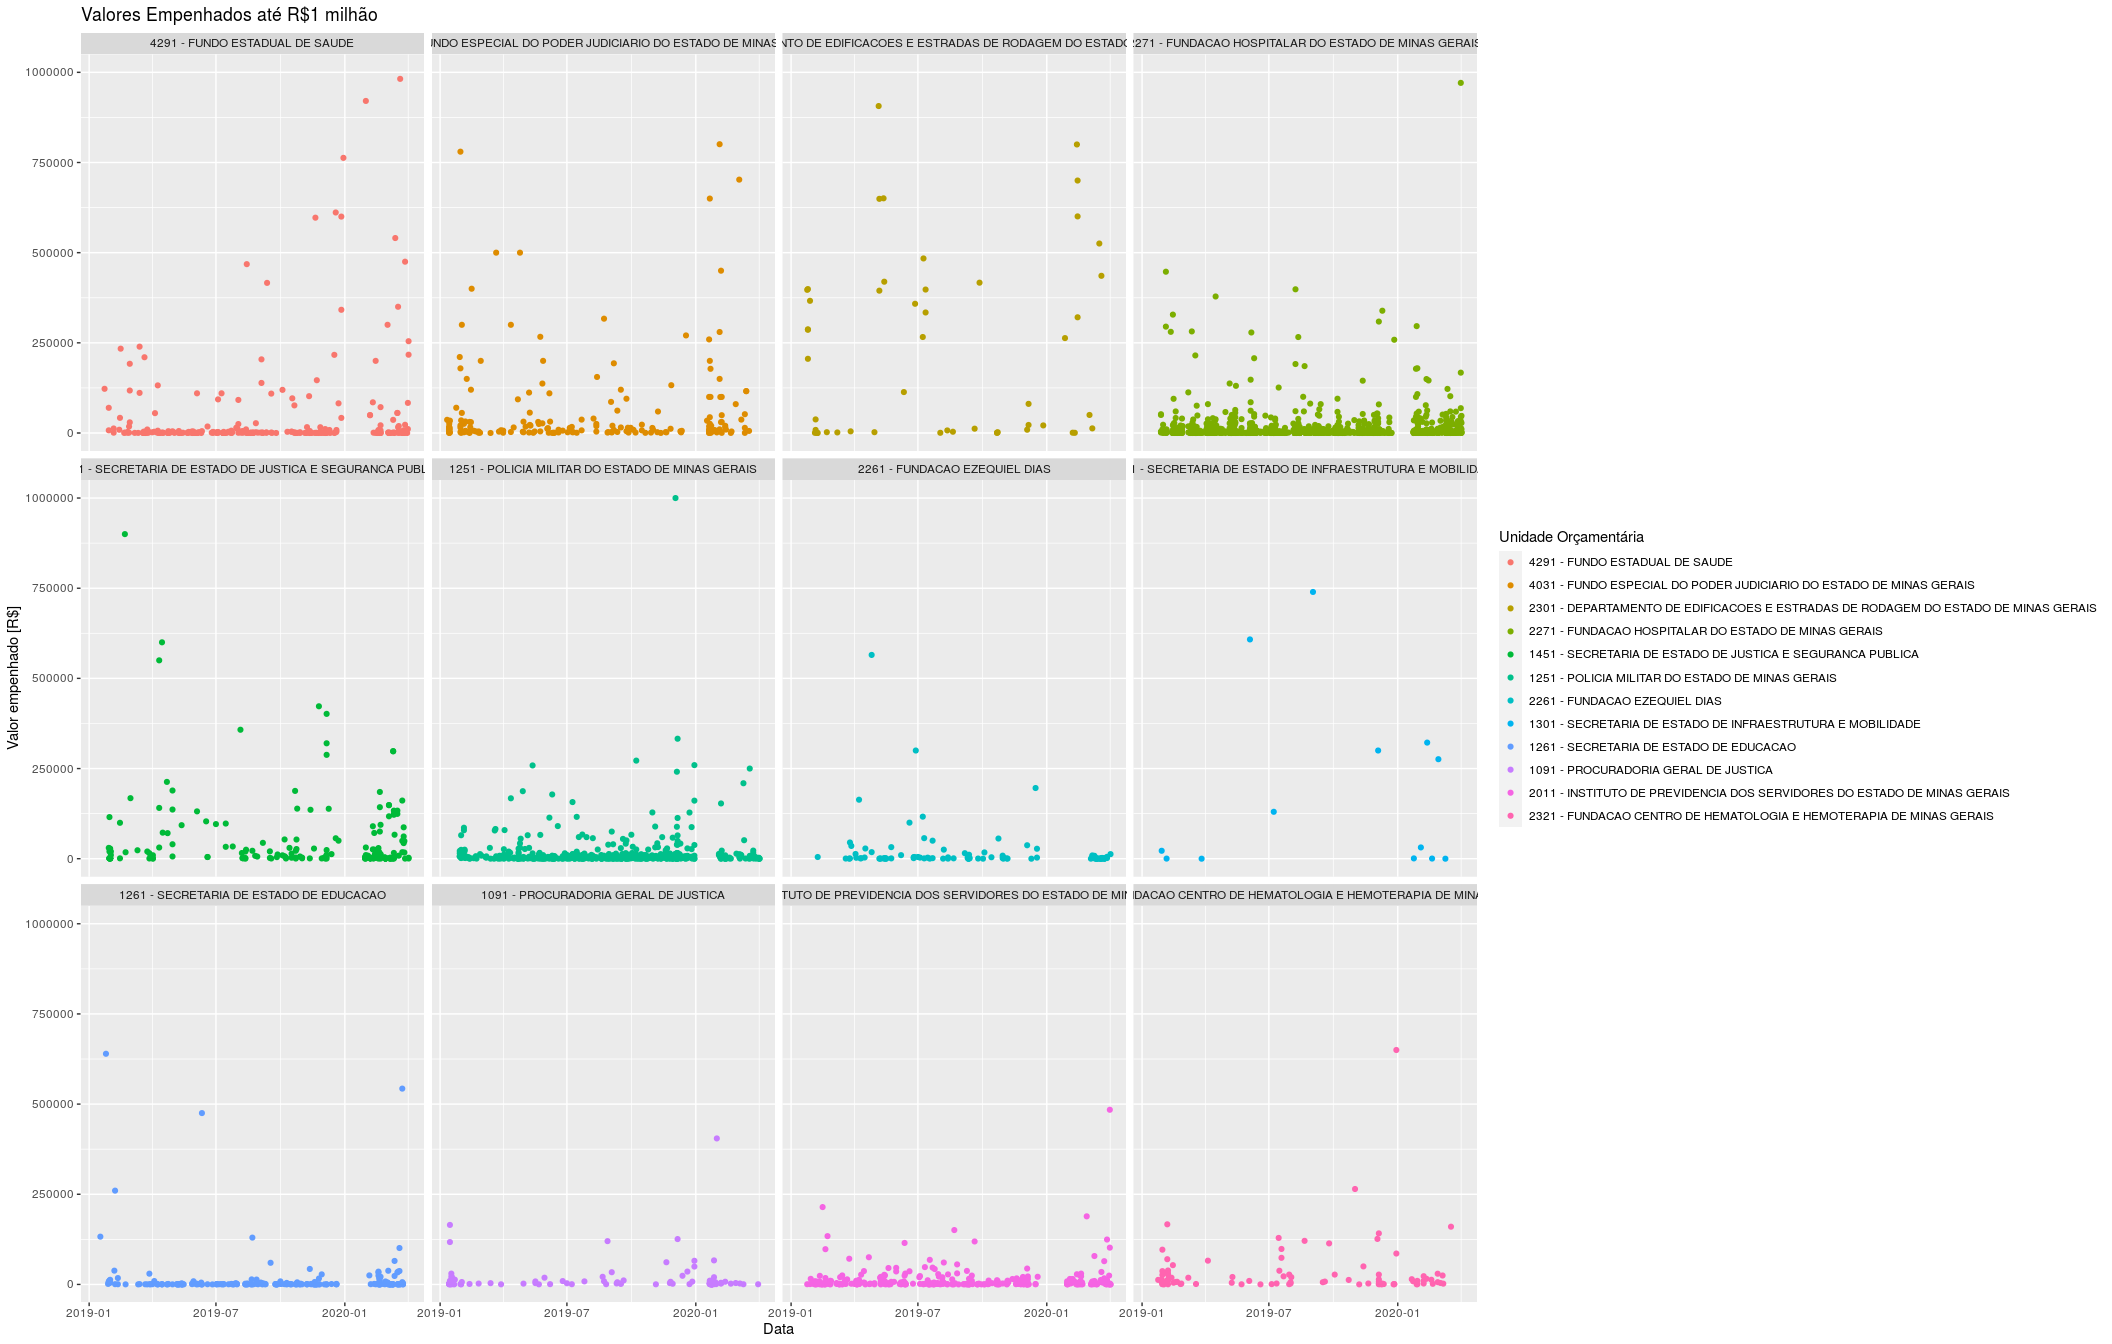 Valores Empenhados até R$1 milhão
4291 - FUNDO ESTADUAL DE SAUDE
UNDO ESPECIAL DO PODER JUDICIARIO DO ESTADO DE MINAS
NTO DE EDIFICACOES E ESTRADAS DE RODAGEM DO ESTADO
2271 - FUNDACAO HOSPITALAR DO ESTADO DE MINAS GERAIS
1000000
750000
500000
250000
0
1 - SECRETARIA DE ESTADO DE JUSTICA E SEGURANCA PUBL
1251 - POLICIA MILITAR DO ESTADO DE MINAS GERAIS
2261 - FUNDACAO EZEQUIEL DIAS
1 - SECRETARIA DE ESTADO DE INFRAESTRUTURA E MOBILIDA
1000000
750000
500000
250000
0
Valor empenhado [R$]
1261 - SECRETARIA DE ESTADO DE EDUCACAO
1091 - PROCURADORIA GERAL DE JUSTICA
TUTO DE PREVIDENCIA DOS SERVIDORES DO ESTADO DE MIN
NDACAO CENTRO DE HEMATOLOGIA E HEMOTERAPIA DE MINA
1000000
750000
500000
250000
0
2019-01 2019-07 2020-01
2019-01 2019-07 2020-01
2019-01 2019-07 2020-01
2019-01 2019-07 2020-01
Data
Unidade Orçamentária
4291 - FUNDO ESTADUAL DE SAUDE
4031 - FUNDO ESPECIAL DO PODER JUDICIARIO DO ESTADO DE MINAS GERAIS
2301 - DEPARTAMENTO DE EDIFICACOES E ESTRADAS DE RODAGEM DO ESTADO DE MINAS GERAIS
2271 - FUNDACAO HOSPITALAR DO ESTADO DE MINAS GERAIS
1451 - SECRETARIA DE ESTADO DE JUSTICA E SEGURANCA PUBLICA
1251 - POLICIA MILITAR DO ESTADO DE MINAS GERAIS
2261 - FUNDACAO EZEQUIEL DIAS
1301 - SECRETARIA DE ESTADO DE INFRAESTRUTURA E MOBILIDADE
1261 - SECRETARIA DE ESTADO DE EDUCACAO
1091 - PROCURADORIA GERAL DE JUSTICA
2011 - INSTITUTO DE PREVIDENCIA DOS SERVIDORES DO ESTADO DE MINAS GERAIS
2321 - FUNDACAO CENTRO DE HEMATOLOGIA E HEMOTERAPIA DE MINAS GERAIS